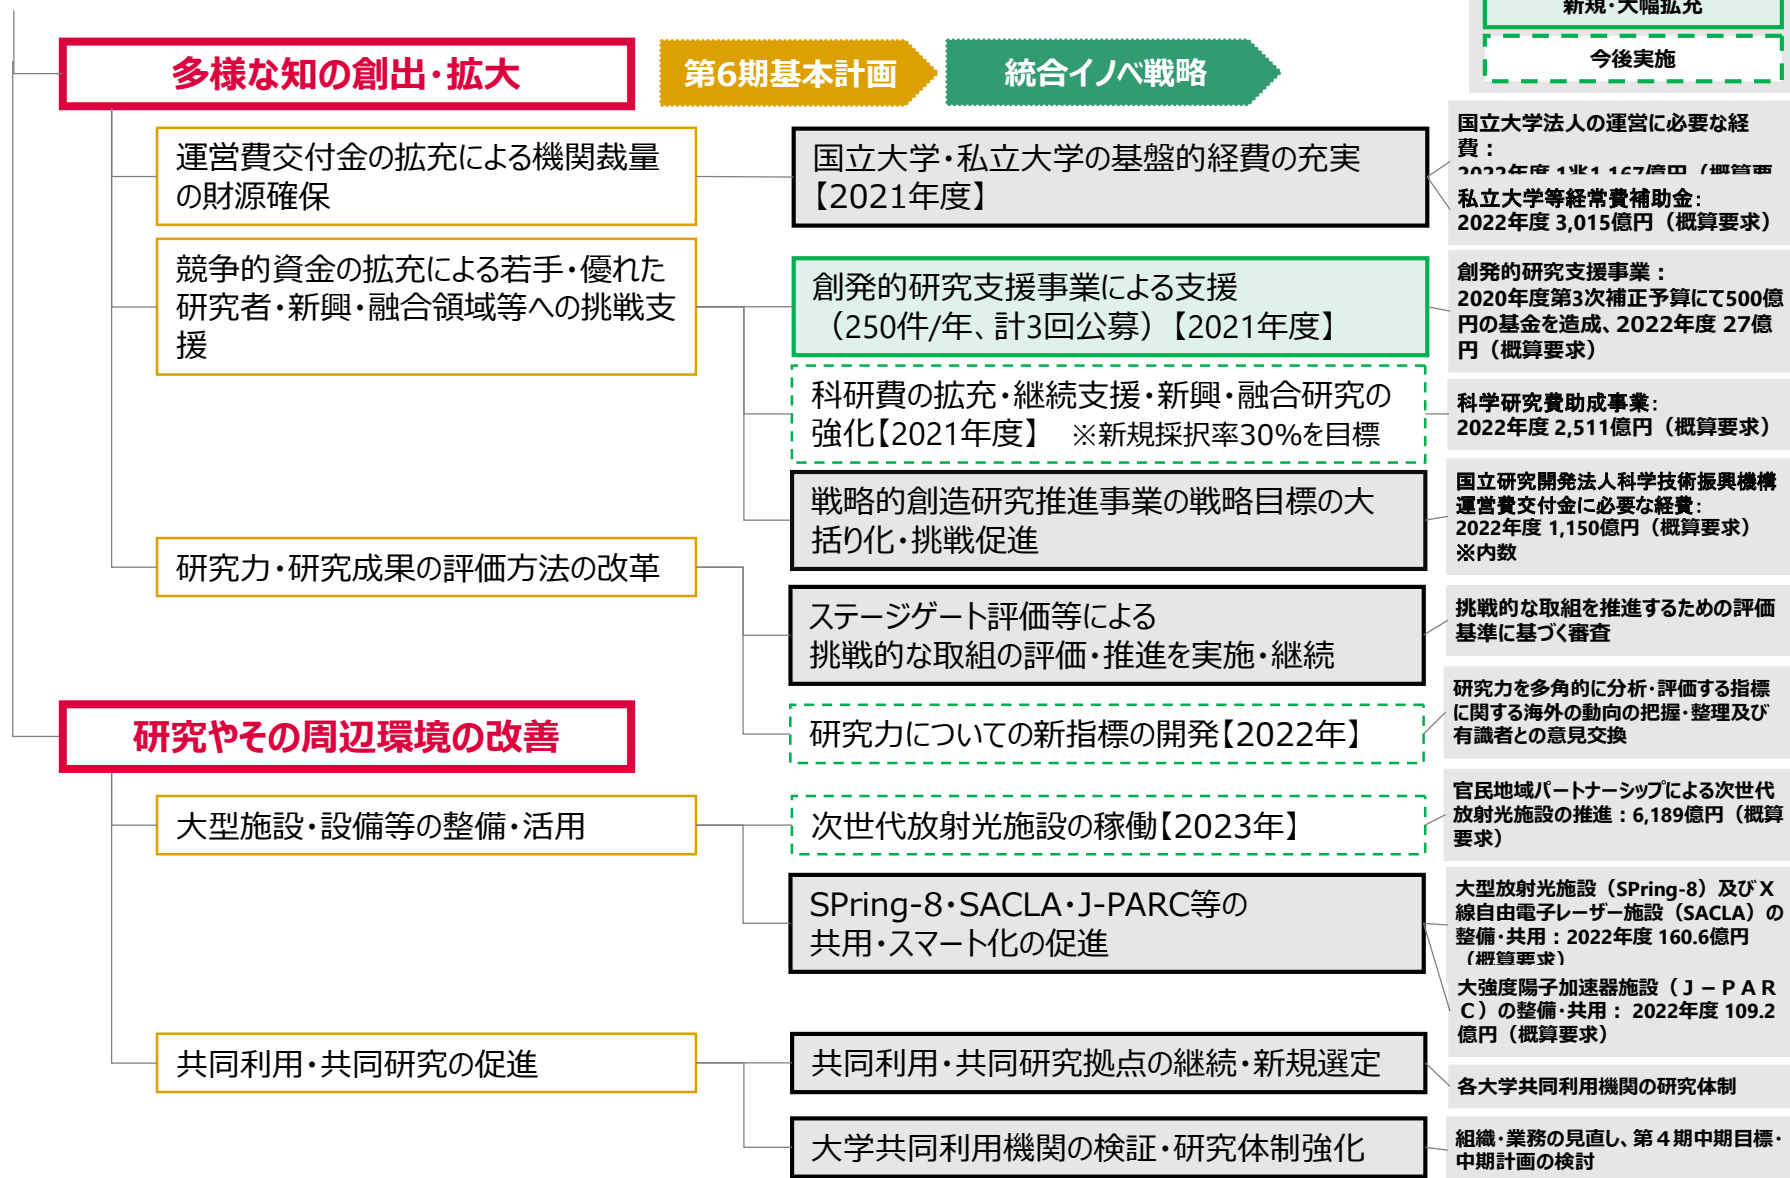 新規・大幅拡充
今後実施
多様な知の創出・拡大
第6期基本計画
統合イノベ戦略
運営費交付金の拡充による機関裁量
の財源確保
国立大学・私立大学の基盤的経費の充実
【2021年度】
国立大学法人の運営に必要な経
費：
2022年度 1兆1,167億円（概算要
私立大学等経常費補助金：
2022年度 3,015億円（概算要求）
競争的資金の拡充による若手・優れた
研究者・新興・融合領域等への挑戦支
援
創発的研究支援事業による支援
（250件/年、計3回公募）【2021年度】
創発的研究支援事業：
2020年度第3次補正予算にて500億
円の基金を造成、2022年度 27億
円（概算要求）
科研費の拡充・継続支援・新興・融合研究の
強化【2021年度】 ※新規採択率30%を目標
科学研究費助成事業：
2022年度 2,511億円（概算要求）
戦略的創造研究推進事業の戦略目標の大
括り化・挑戦促進
国立研究開発法人科学技術振興機構
運営費交付金に必要な経費：
2022年度 1,150億円（概算要求）
※内数
研究力・研究成果の評価方法の改革
ステージゲート評価等による
挑戦的な取組の評価・推進を実施・継続
挑戦的な取組を推進するための評価
基準に基づく審査
研究力についての新指標の開発【2022年】
研究力を多角的に分析・評価する指標
に関する海外の動向の把握・整理及び
有識者との意見交換
研究やその周辺環境の改善
大型施設・設備等の整備・活用
次世代放射光施設の稼働【2023年】
官民地域パートナーシップによる次世代
放射光施設の推進：6,189億円（概算
要求）
SPring-8・SACLA・J-PARC等の
共用・スマート化の促進
大型放射光施設（SPring-8）及びX
線自由電子レーザー施設（SACLA）の
整備・共用：2022年度 160.6億円
（概算要求）
大強度陽子加速器施設（Ｊ－ＰＡＲ
Ｃ）の整備・共用： 2022年度 109.2
億円（概算要求）
共同利用・共同研究の促進
共同利用・共同研究拠点の継続・新規選定
各大学共同利用機関の研究体制
大学共同利用機関の検証・研究体制強化
組織・業務の見直し、第４期中期目標・
中期計画の検討